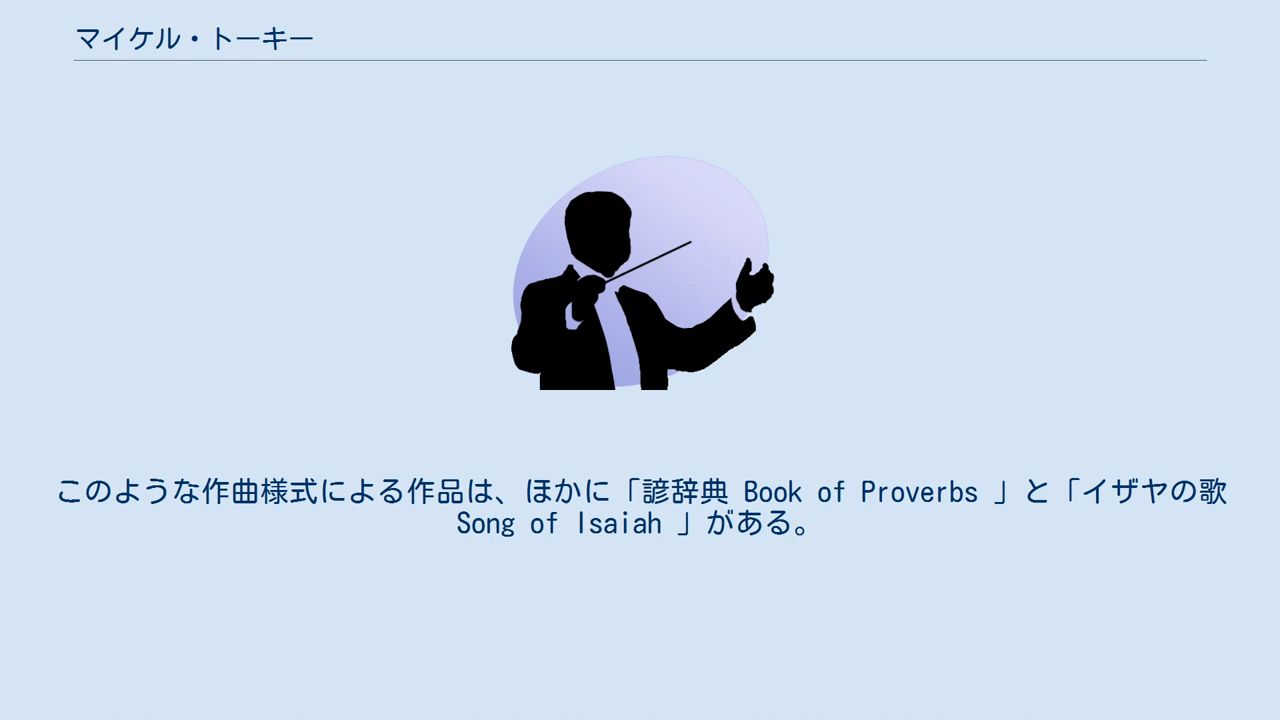 マイケル・トーキー
このような作曲様式による作品は、ほかに「諺辞典 Book of Proverbs 」と「イザヤの歌
Song of Isaiah 」がある。